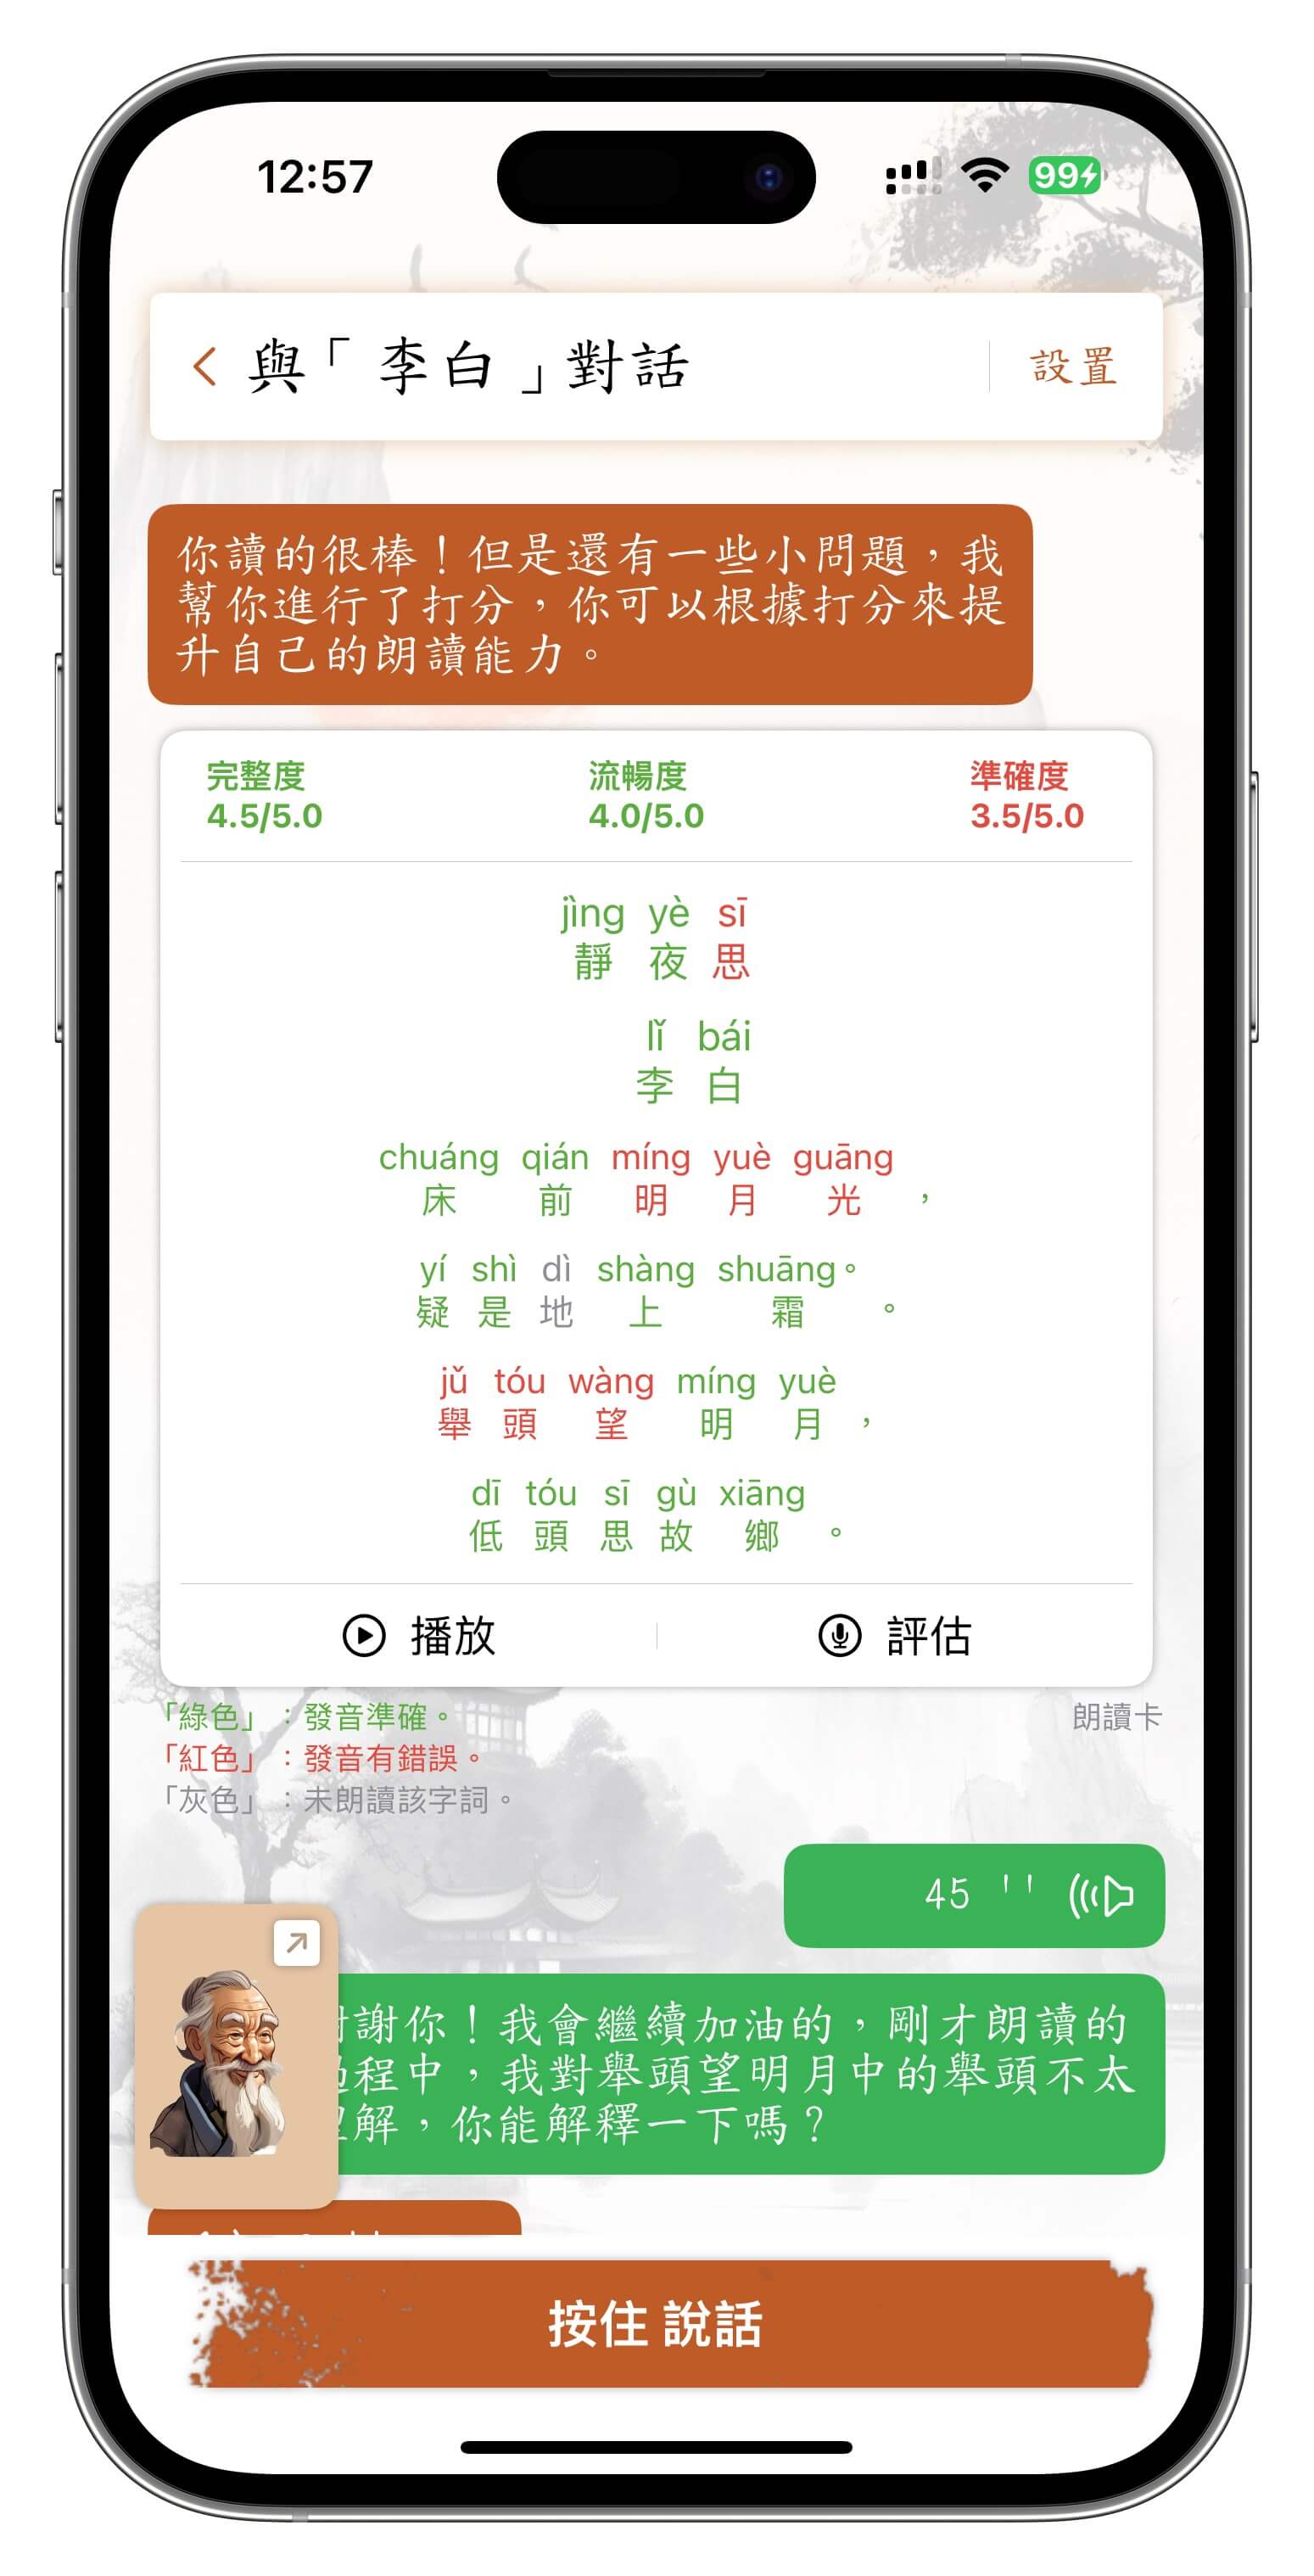 12:57
99
與「李白」對話
設置
你讀的很棒！但是還有一些小問題，我
幫你進行了打分，你可以根據打分來提
升自己的朗讀能力。
完整度 流暢度 準確度
4.5/5.0 4.0/5.0 3.5/5.0
jìng yè sī
靜 夜 思
lǐ bái
李 白
chuáng qián míng yuè guāng
床 前 明 月 光 ，
yí shì dì shàng shuāng。
疑 是 地 上 霜 。
jǔ tóu wàng míng yuè
舉 頭 望 明 月 ，
dī tóu sī gù xiāng
低 頭 思 故 鄉 。
播放
評估
「綠色」：發音準確。
朗讀卡
「紅色」：發音有錯誤。
「灰色」：未朗讀該字詞。
45 ''
謝你！我會繼續加油的，剛才朗讀的
程中，我對舉頭望明月中的舉頭不太
解，你能解釋一下嗎？
按住 說話